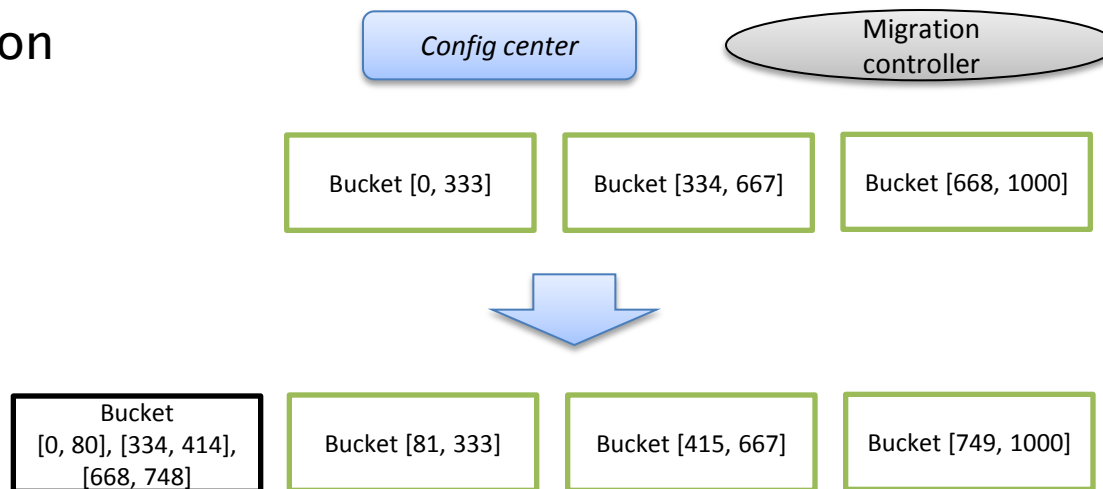 on
Config center
Migration
controller
Bucket [0, 333]
Bucket [334, 667]
Bucket [668, 1000]
Bucket
[0, 80], [334, 414],
[668, 748]
Bucket [81, 333]
Bucket [415, 667]
Bucket [749, 1000]